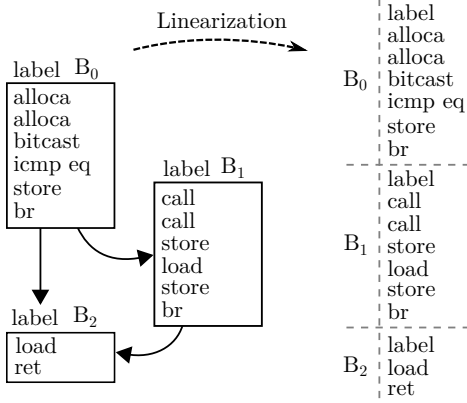 Linearization
label B0
alloca
alloca
bitcast
icmp eq
store
br
label B1
call
call
store
load
store
br
label B2
load
ret
B0
label
alloca
alloca
bitcast
icmp eq
store
br
B1
label
call
call
store
load
store
br
B2
label
load
ret